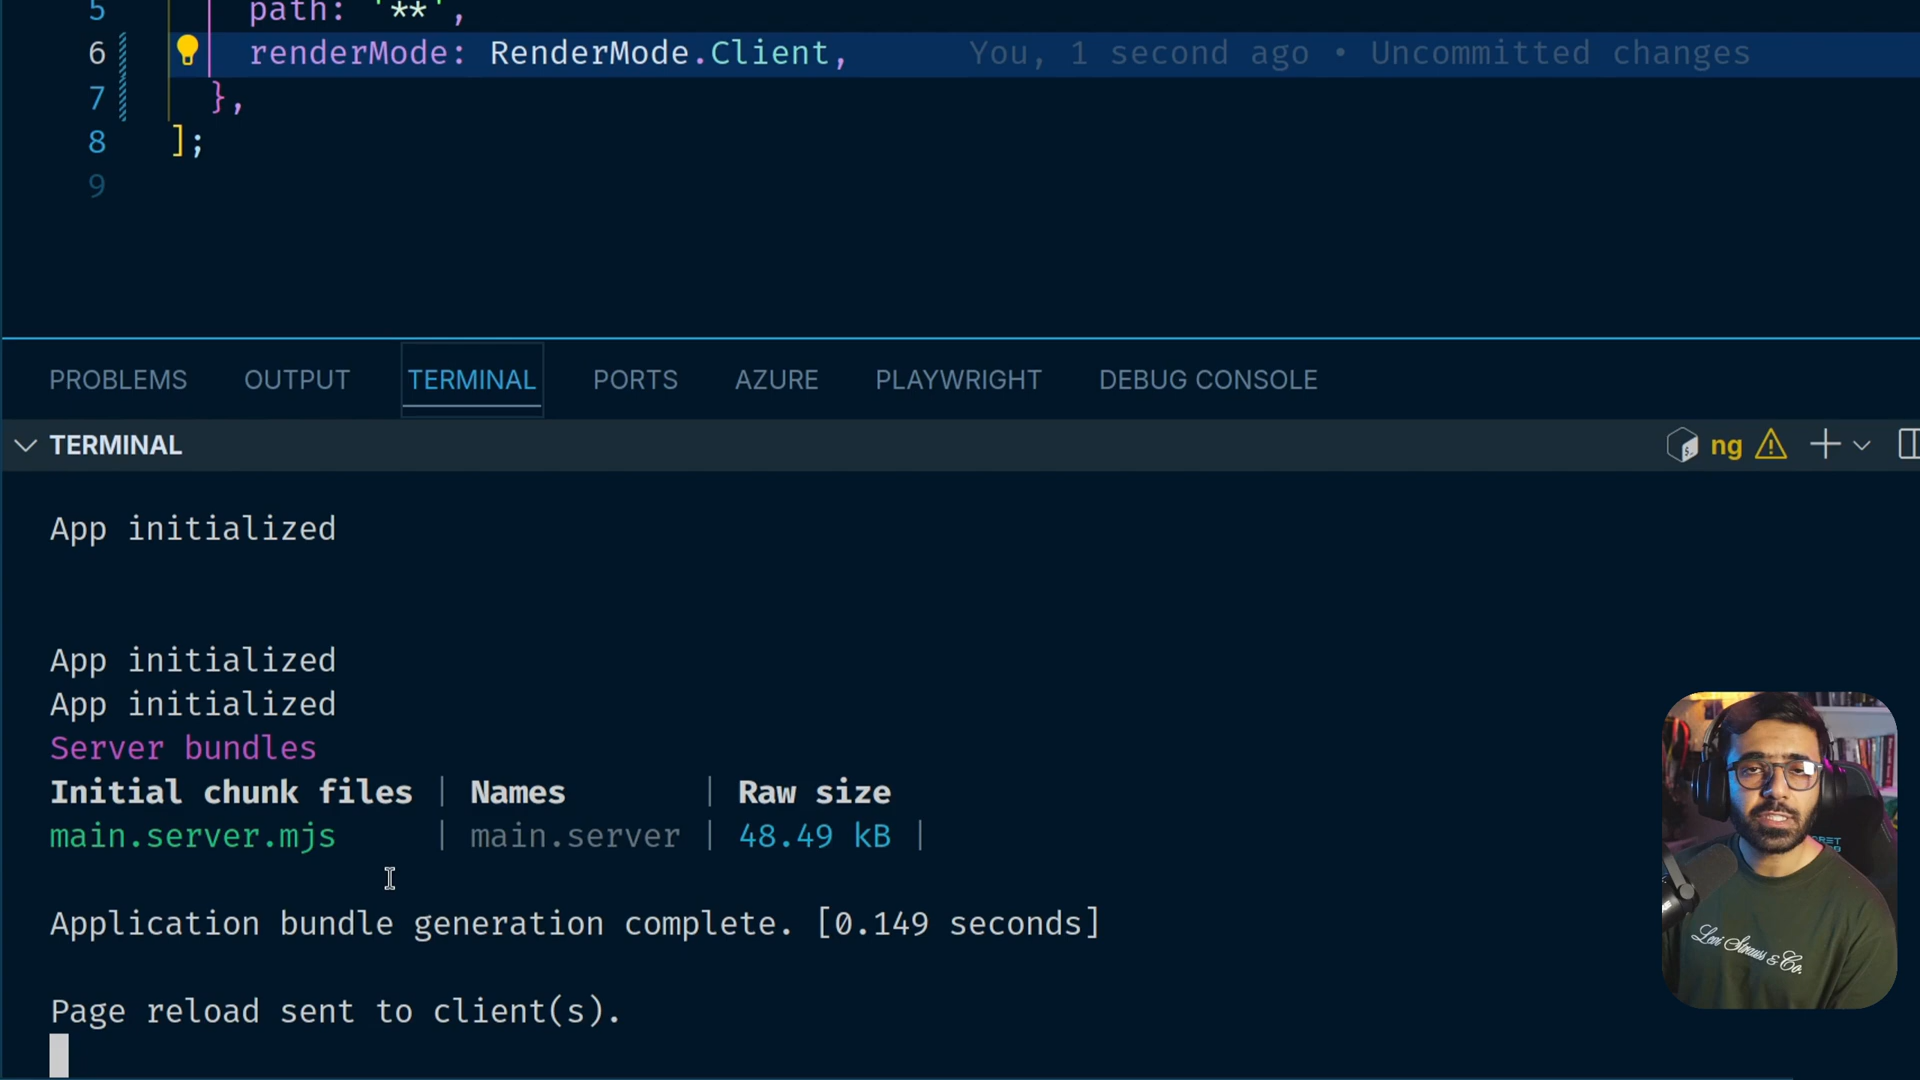 5 path: '**',
6 renderMode: RenderMode.Client, You, 1 second ago • Uncommitted changes
7 },
8 ];
9
PROBLEMS OUTPUT TERMINAL PORTS AZURE PLAYWRIGHT DEBUG CONSOLE
TERMINAL ng
App initialized
App initialized
App initialized
Server bundles
Initial chunk files | Names | Raw size
main.server.mjs | main.server | 48.49 kB |
Application bundle generation complete. [0.149 seconds]
Page reload sent to client(s).
Levi Strauss & Co.